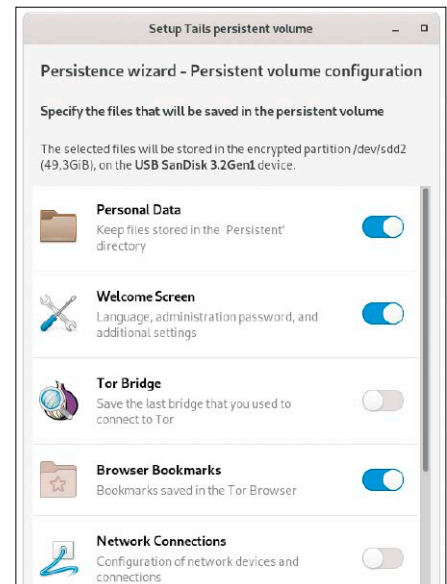 Setup Tails persistent volume
Persistence wizard - Persistent volume configuration
Specify the files that will be saved in the persistent volume
The selected files will be stored in the encrypted partition /dev/sdd2
(49,3GiB), on the USB SanDisk 3.2Gen1 device.
Personal Data
Keep files stored in the `Persistent'
directory
Welcome Screen
Language, administration password, and
additional settings
Tor Bridge
Save the last bridge that you used to
connect to Tor
Browser Bookmarks
Bookmarks saved in the Tor Browser
Network Connections
Configuration of network devices and
connections